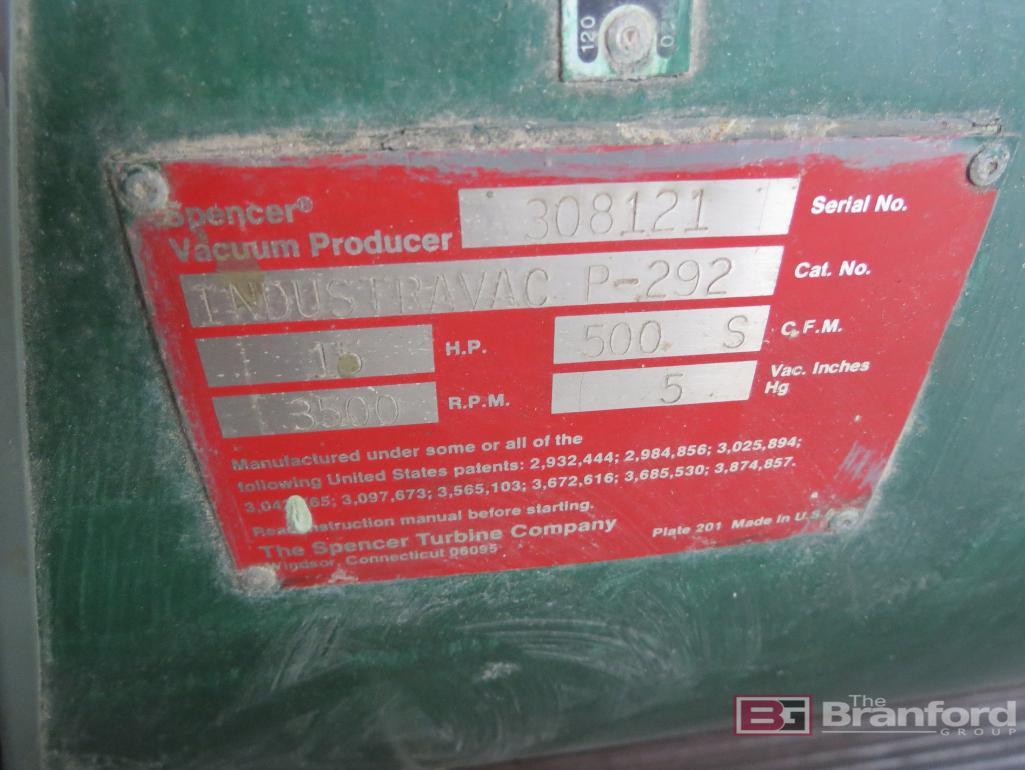 120
Spencer® 308121 Serial No.
Vacuum Producer
INDUSTRAVAC P-292 Cat. No.
15 H.P. 500 S C.F.M.
3500 R.P.M. 5 Vac. Inches Hg
Manufactured under some or all of the
following United States patents: 2,932,444; 2,984,856; 3,025,894;
3,097,673; 3,565,103; 3,672,616; 3,685,530; 3,874,857.
instruction manual before starting.
The Spencer Turbine Company Plate 201 Made in U.S.A.
Windsor, Connecticut 06095
BG The Branford GROUP